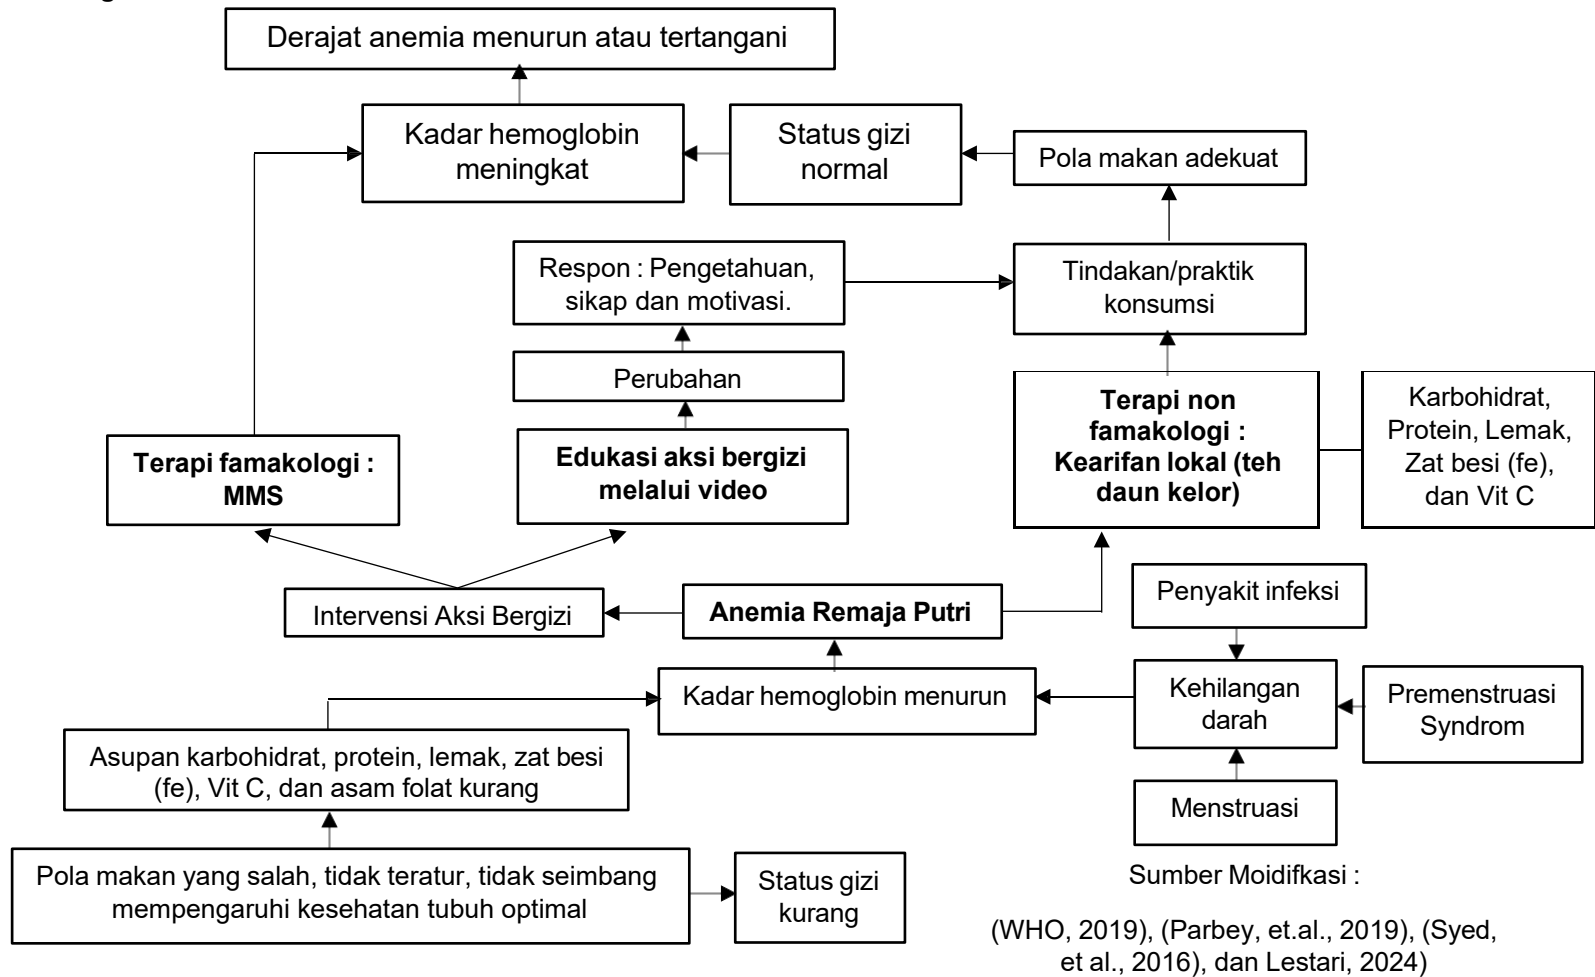 Derajat anemia menurun atau tertangani
Kadar hemoglobin
meningkat
Status gizi
normal
Pola makan adekuat
Respon : Pengetahuan,
sikap dan motivasi.
Tindakan/praktik
konsumsi
Perubahan
Terapi famakologi :
MMS
Edukasi aksi bergizi
melalui video
Terapi non
famakologi :
Kearifan lokal (teh
daun kelor)
Karbohidrat,
Protein, Lemak,
Zat besi (fe),
dan Vit C
Intervensi Aksi Bergizi
Anemia Remaja Putri
Penyakit infeksi
Kadar hemoglobin menurun
Kehilangan
darah
Premenstruasi
Syndrom
Asupan karbohidrat, protein, lemak, zat besi
(fe), Vit C, dan asam folat kurang
Menstruasi
Pola makan yang salah, tidak teratur, tidak seimbang
mempengaruhi kesehatan tubuh optimal
Status gizi
kurang
Sumber Moidifkasi :
(WHO, 2019), (Parbey, et.al., 2019), (Syed,
et al., 2016), dan Lestari, 2024)